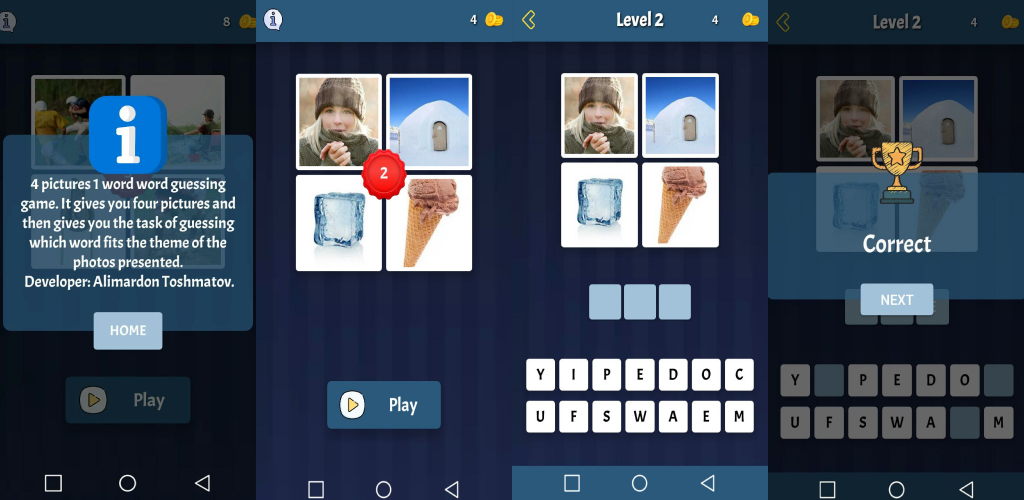 8
4 pictures 1 word word guessing
game. It gives you four pictures and
then gives you the task of guessing
which word fits the theme of the
photos presented.
Developer: Alimardon Toshmatov.
HOME
Play
4
2
Play
Level 2
4
Y I P E D O C
U F S W A E M
Level 2
4
Correct
NEXT
Y P E D O
U F S W A M